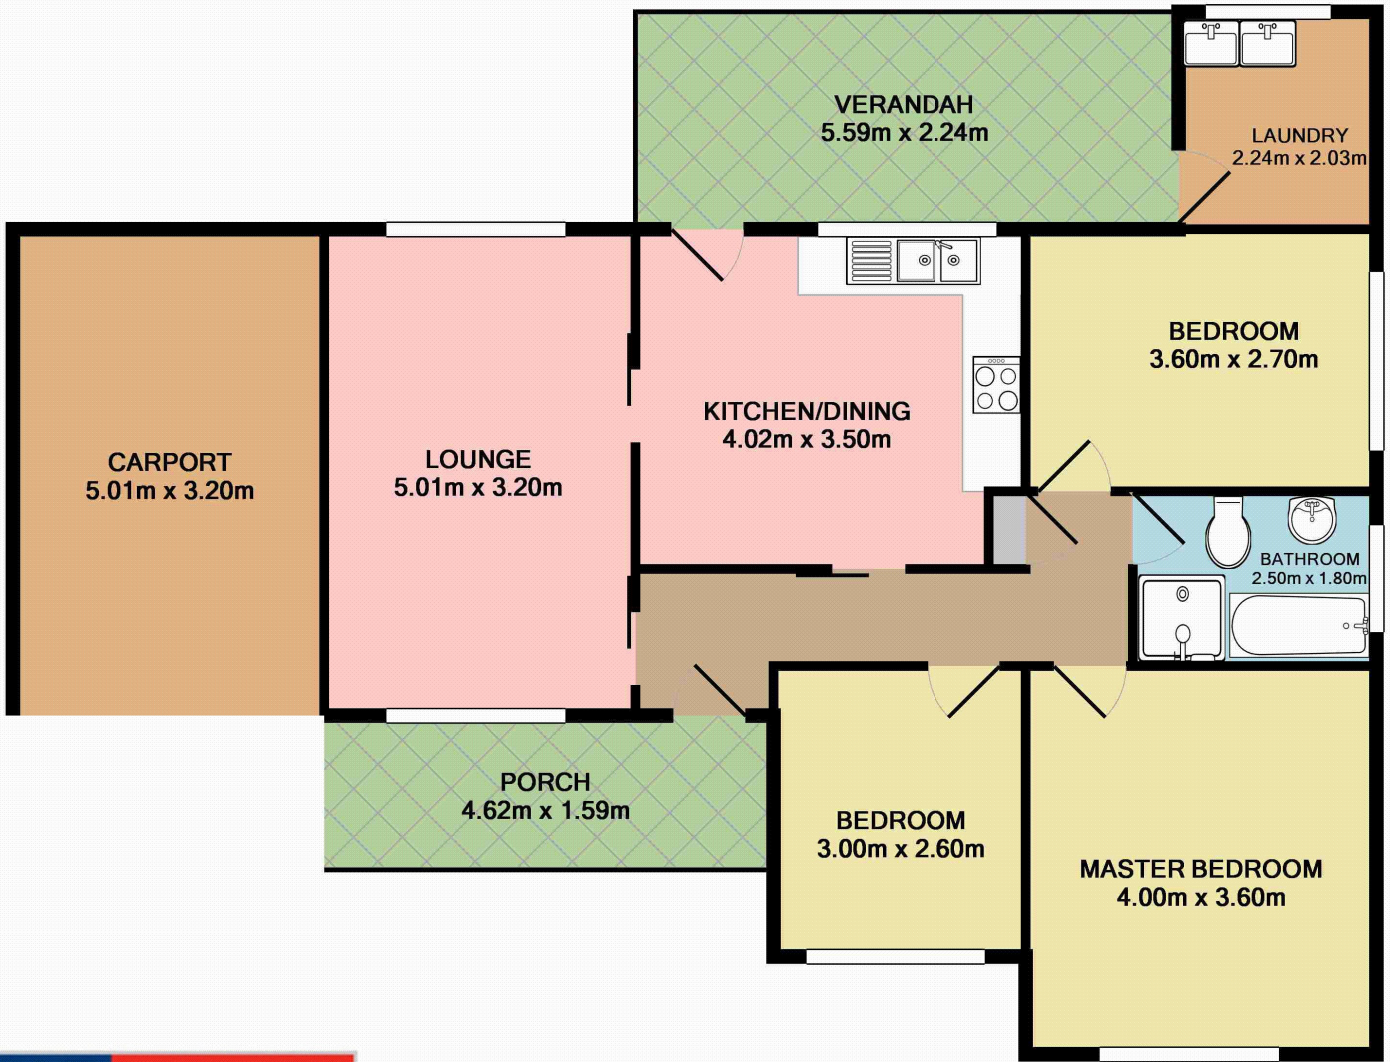 VERANDAH
5.59m x 2.24m
LAUNDRY
2.24m x 2.03m
BEDROOM
3.60m x 2.70m
KITCHEN/DINING
4.02m x 3.50m
CARPORT
5.01m x 3.20m
LOUNGE
5.01m x 3.20m
BATHROOM
2.50m x 1.80m
PORCH
4.62m x 1.59m
BEDROOM
3.00m x 2.60m
MASTER BEDROOM
4.00m x 3.60m